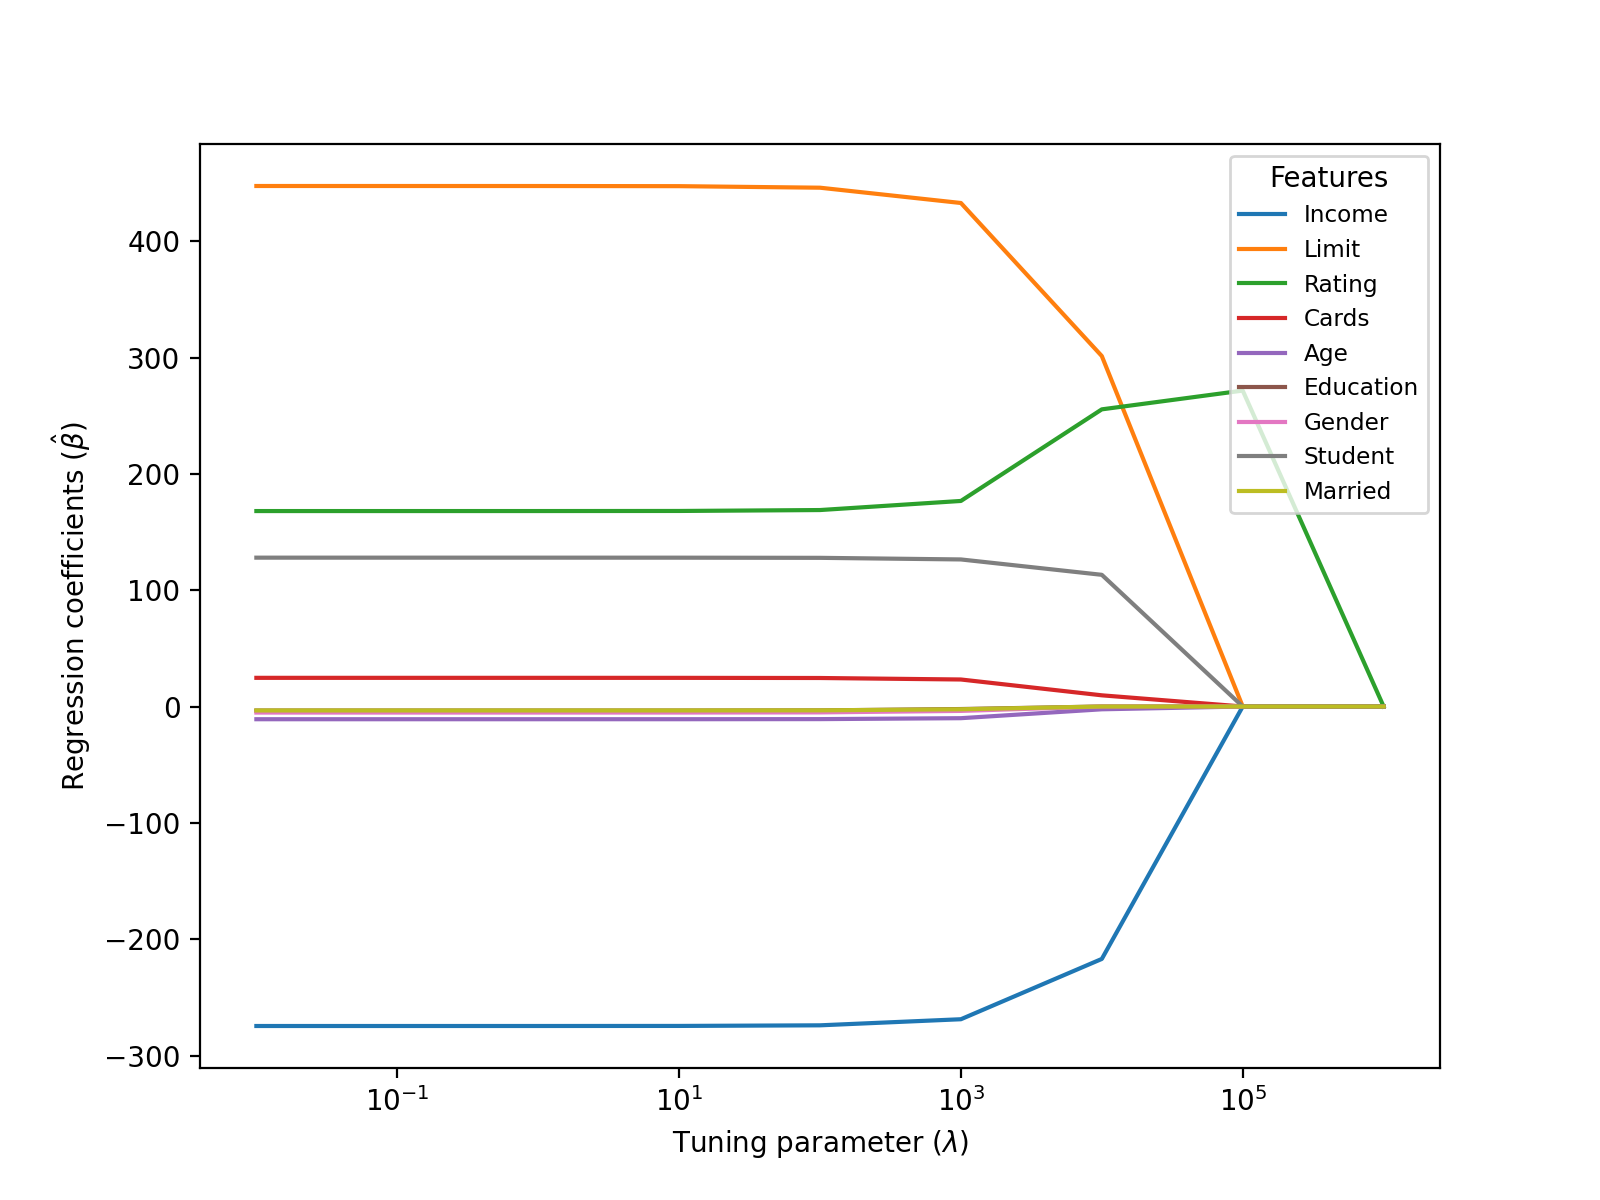 Features
Income
Limit
Rating
Cards
Age
Education
Gender
Student
Married
400
300
200
100
0
−100
−200
−300
Regression coefficients (β̂)
10⁻¹ 10¹ 10³ 10⁵
Tuning parameter (λ)